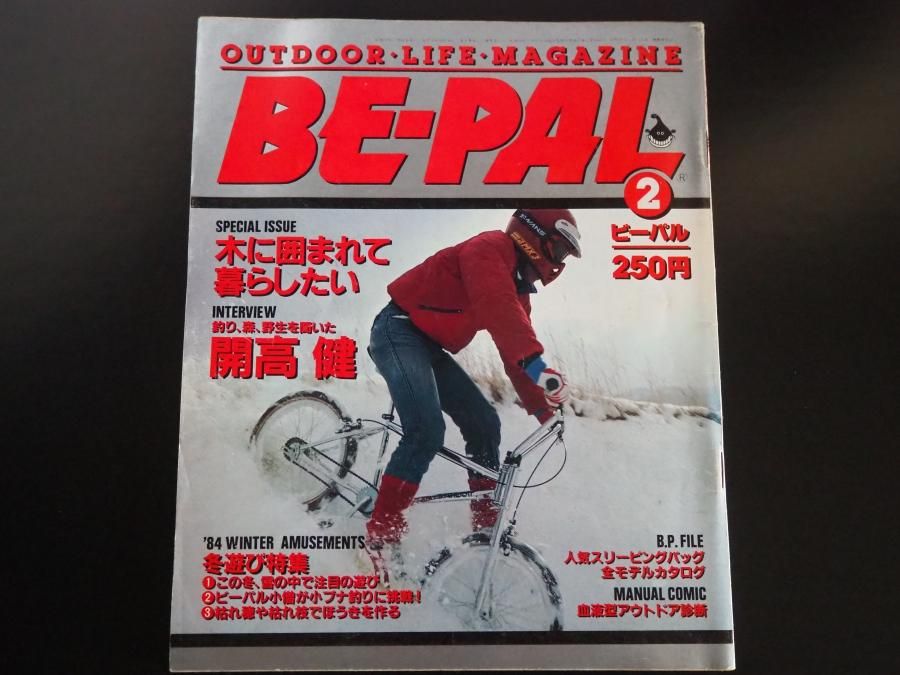 OUTDOOR・LIFE・MAGAZINE
BE-PAL
®
2
ビーパル
250円
SPECIAL ISSUE
木に囲まれて
暮らしたい
INTERVIEW
釣り、森、野生を聞いた
開高 健
'84 WINTER AMUSEMENTS
冬遊び特集
❶この冬、雪の中で注目の遊び
❷ビーパル小僧が小ブナ釣りに挑戦!
❸枯れ穂や枯れ枝でほうきを作る
B.P. FILE
人気スリーピングバッグ
全モデルカタログ
MANUAL COMIC
血液型アウトドア診断